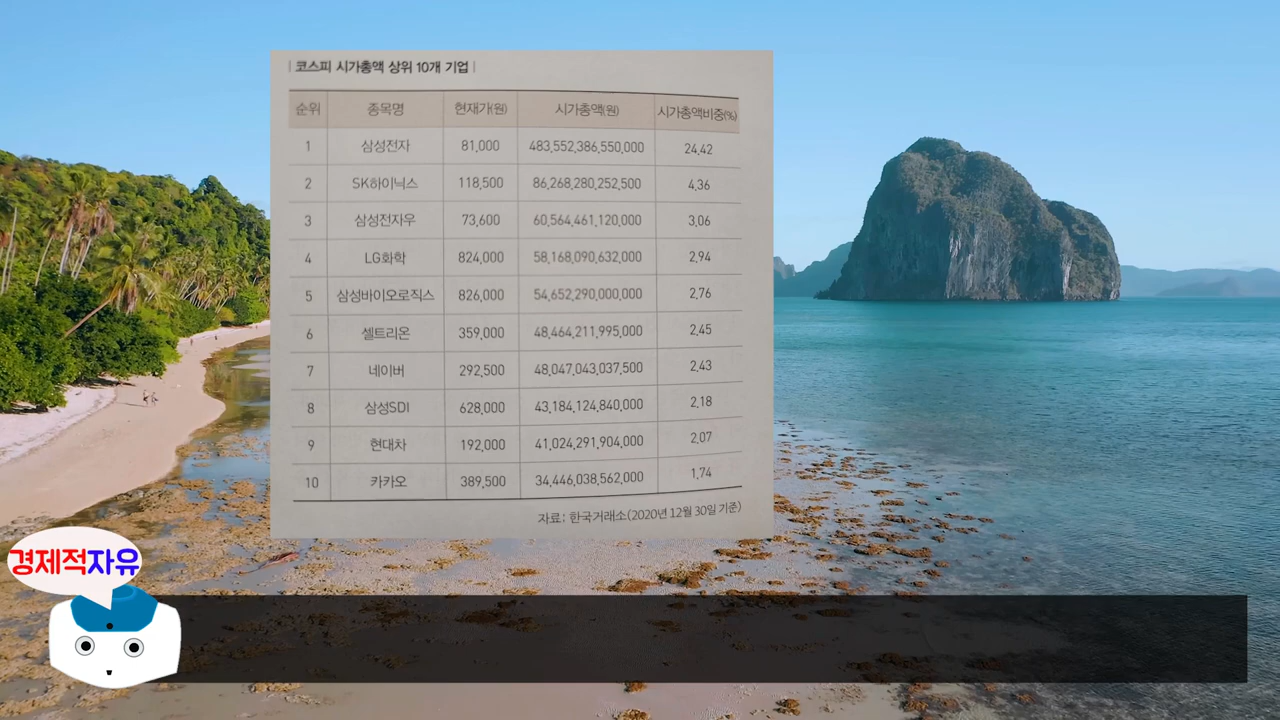 | 코스피 시가총액 상위 10개 기업 |
순위 종목명 현재가(원) 시가총액(원) 시가총액비중(%)
1 삼성전자 81,000 483,552,386,550,000 24.42
2 SK하이닉스 118,500 86,268,280,252,500 4.36
3 삼성전자우 73,600 60,564,461,120,000 3.06
4 LG화학 824,000 58,168,090,632,000 2.94
5 삼성바이오로직스 826,000 54,652,290,000,000 2.76
6 셀트리온 359,000 48,464,211,995,000 2.45
7 네이버 292,500 48,047,043,037,500 2.43
8 삼성SDI 628,000 43,184,124,840,000 2.18
9 현대차 192,000 41,024,291,904,000 2.07
10 카카오 389,500 34,446,038,562,000 1.74
자료: 한국거래소(2020년 12월 30일 기준)
경제적자유